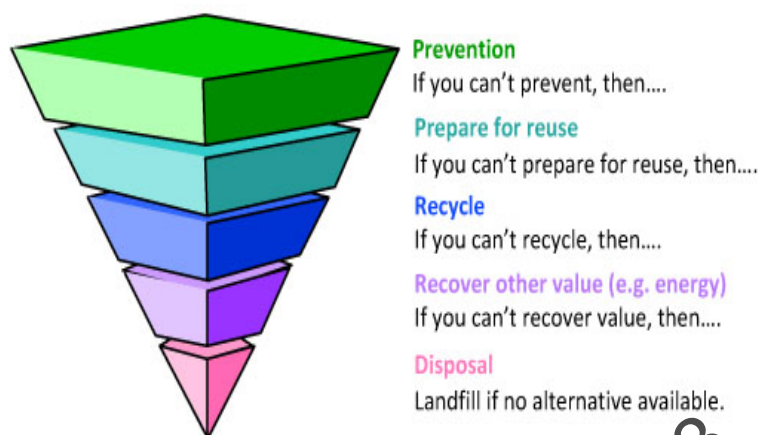 Prevention
If you can’t prevent, then….
Prepare for reuse
If you can’t prepare for reuse, then….
Recycle
If you can’t recycle, then….
Recover other value (e.g. energy)
If you can’t recover value, then….
Disposal
Landfill if no alternative available.